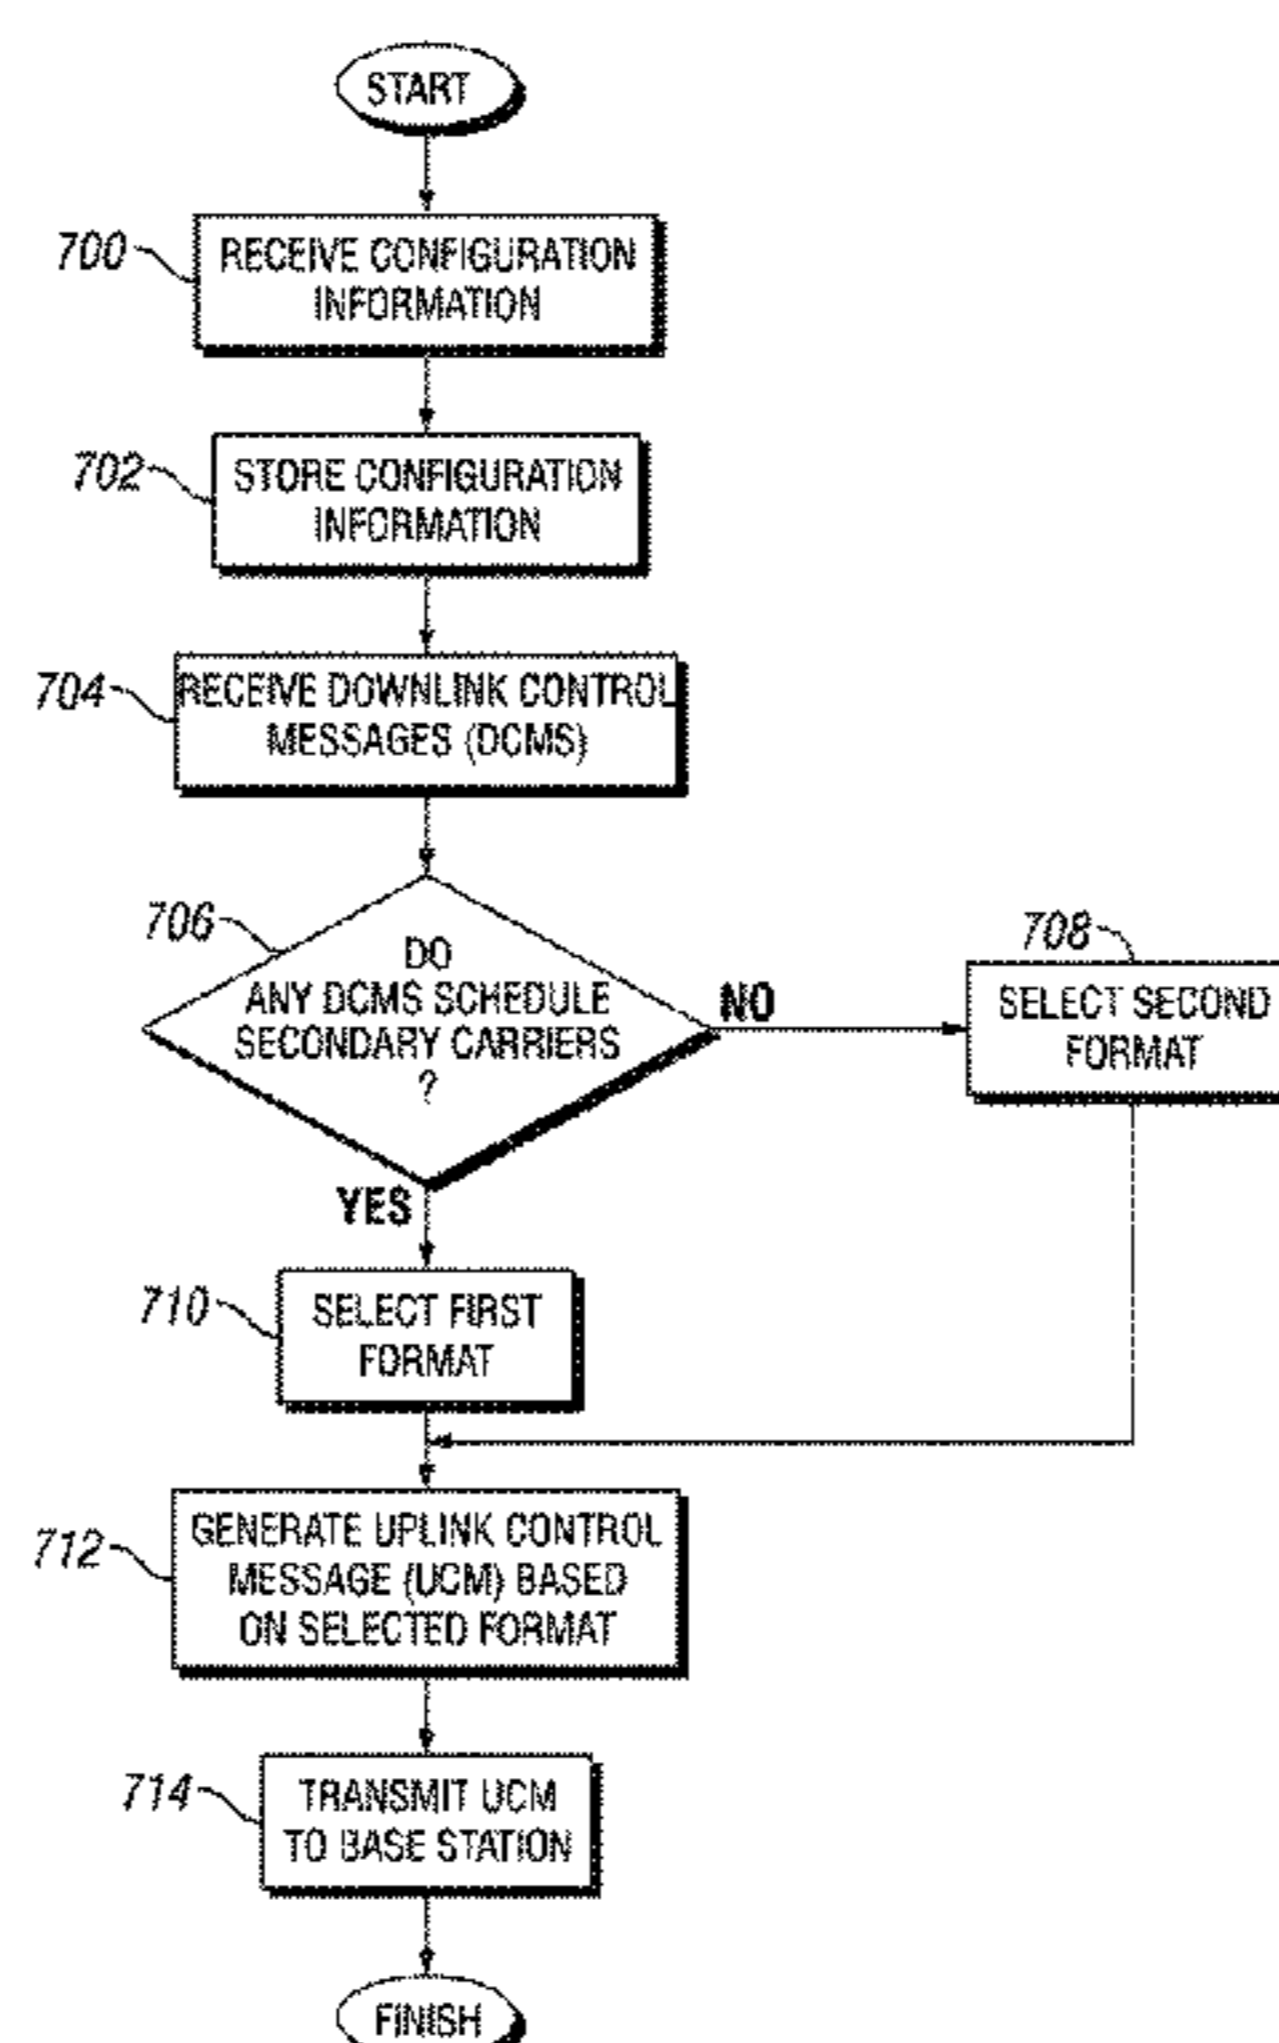 START
700
RECEIVE CONFIGURATION
INFORMATION
702
STORE CONFIGURATION
INFORMATION
704
RECEIVE DOWNLINK CONTROL
MESSAGES (DCMS)
706
DO
ANY DCMS SCHEDULE
SECONDARY CARRIERS
?
NO
708
SELECT SECOND
FORMAT
YES
710
SELECT FIRST
FORMAT
712
GENERATE UPLINK CONTROL
MESSAGE (UCM) BASED
ON SELECTED FORMAT
714
TRANSMIT UCM
TO BASE STATION
FINISH